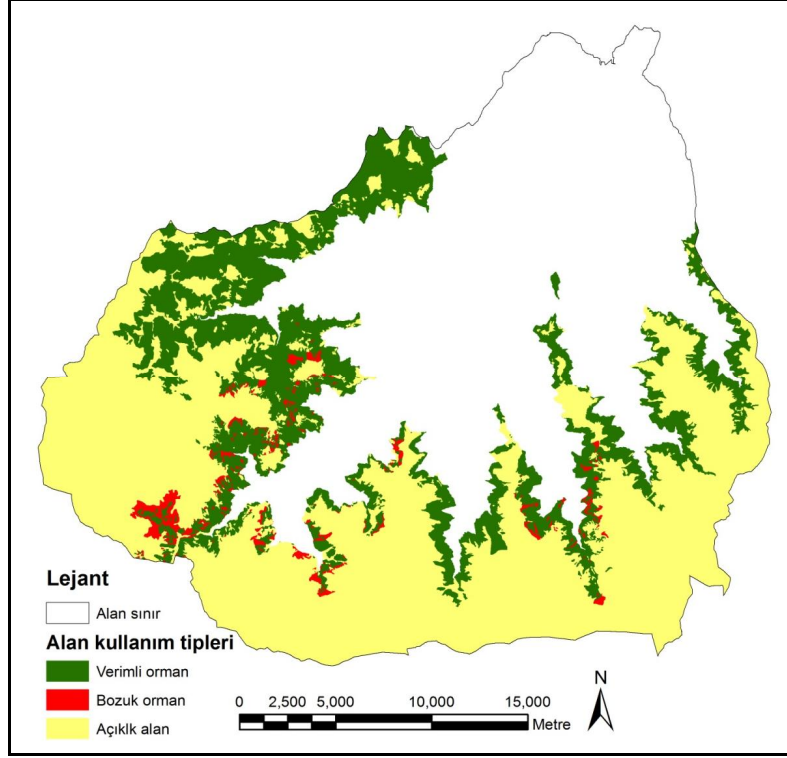 Lejant
Alan sınır
Alan kullanım tipleri
Verimli orman
Bozuk orman
Açıklk alan
0 2,500 5,000 10,000 15,000
Metre
N